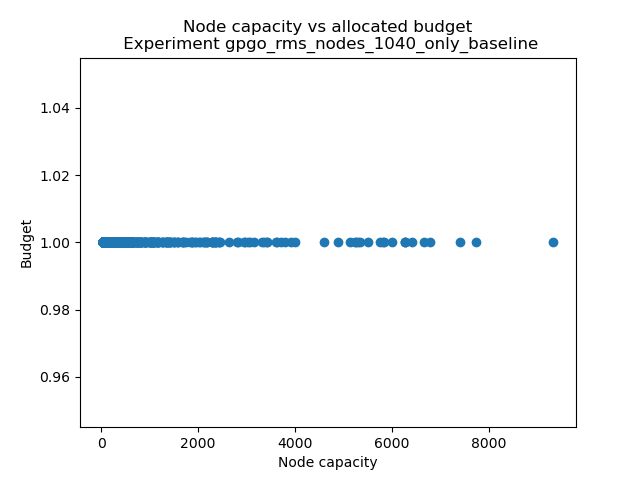 Node capacity vs allocated budget
Experiment gpgo_rms_nodes_1040_only_baseline
1.04
1.02
1.00
0.98
0.96
Budget
0
2000
4000
6000
8000
Node capacity